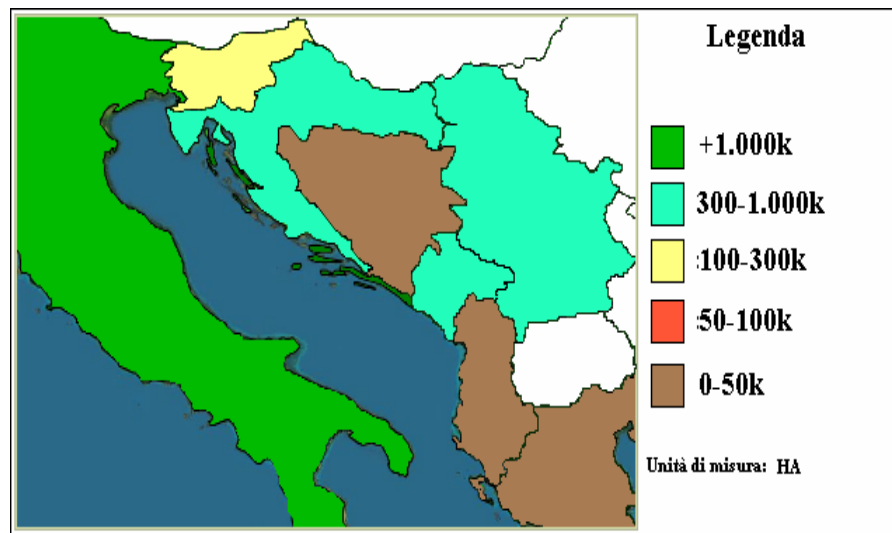 Legenda
+1.000k
300-1.000k
:100-300k
:50-100k
0-50k
Unità di misura: HA